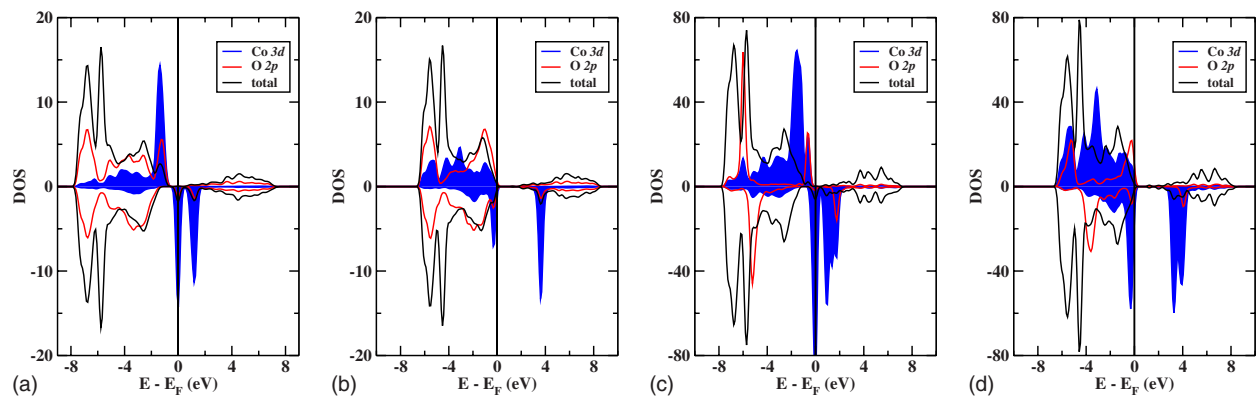 20
10
0
-10
-20
DOS
-8 -4 0 4 8
E - E_F (eV)
Co 3d
O 2p
total
(a)
20
10
0
-10
-20
DOS
-8 -4 0 4 8
E - E_F (eV)
Co 3d
O 2p
total
(b)
80
40
0
-40
-80
DOS
-8 -4 0 4 8
E - E_F (eV)
Co 3d
O 2p
total
(c)
80
40
0
-40
-80
DOS
-8 -4 0 4 8
E - E_F (eV)
Co 3d
O 2p
total
(d)